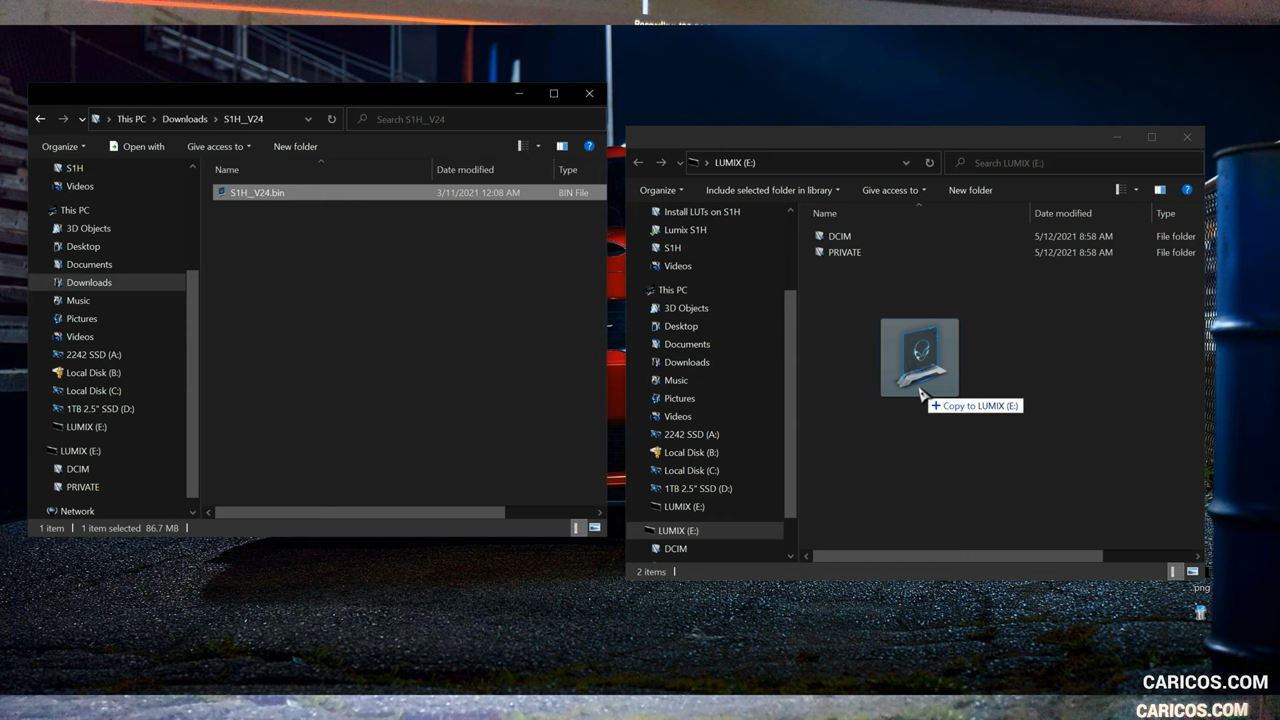 This PC Downloads S1H__V24
Search S1H__V24
Organize Open with Give access to New folder
Name Date modified Type
S1H__V24.bin 3/11/2021 12:08 AM BIN File
S1H
Videos
This PC
3D Objects
Desktop
Documents
Downloads
Music
Pictures
Videos
2242 SSD (A:)
Local Disk (B:)
Local Disk (C:)
1TB 2.5" SSD (D:)
LUMIX (E:)
LUMIX (E:)
DCIM
PRIVATE
Network
1 item 1 item selected 86.7 MB
LUMIX (E:)
Search LUMIX (E:)
Organize Include selected folder in library Give access to New folder
Name Date modified Type
DCIM 5/12/2021 8:58 AM File folder
PRIVATE 5/12/2021 8:58 AM File folder
Install LUTs on S1H
Lumix S1H
S1H
Videos
This PC
3D Objects
Desktop
Documents
Downloads
Music
Pictures
Videos
2242 SSD (A:)
Local Disk (B:)
Local Disk (C:)
1TB 2.5" SSD (D:)
LUMIX (E:)
LUMIX (E:)
DCIM
+ Copy to LUMIX (E:)
2 items
.png
CARICOS.COM
CARICOS.COM